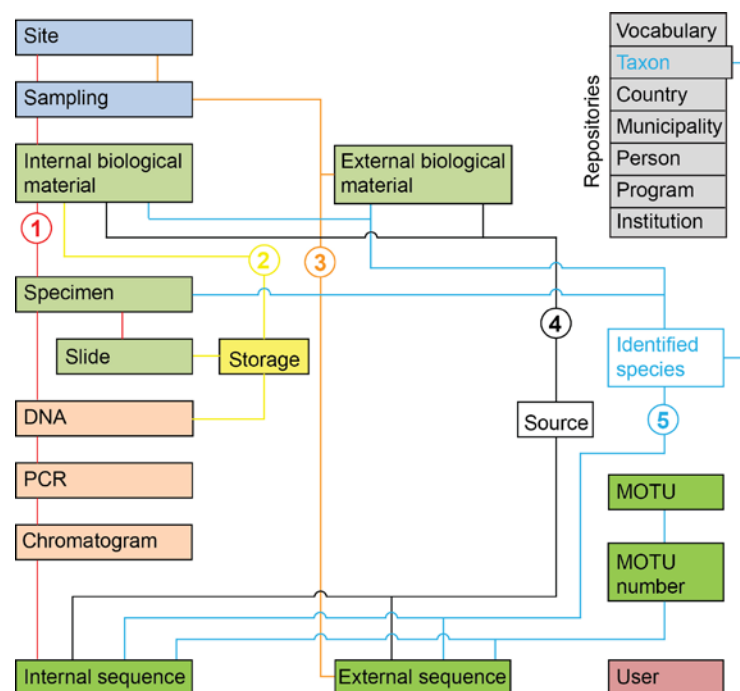 Site
Sampling
Internal biological
material
External biological
material
Repositories
Vocabulary
Taxon
Country
Municipality
Person
Program
Institution
1
2
3
4
5
Specimen
Slide
Storage
Identified
species
DNA
Source
PCR
MOTU
Chromatogram
MOTU
number
Internal sequence
External sequence
User